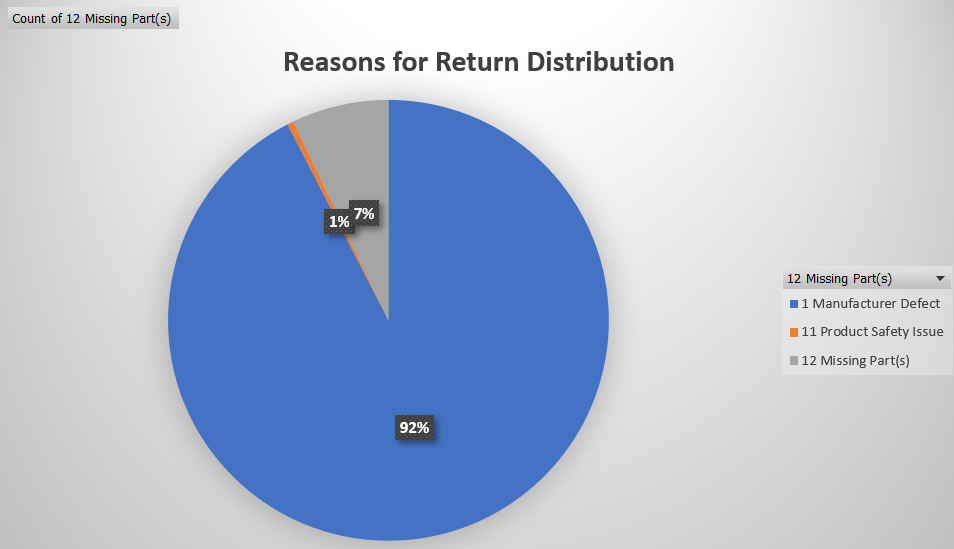 Count of 12 Missing Part(s)
Reasons for Return Distribution
1%
7%
92%
12 Missing Part(s)
1 Manufacturer Defect
11 Product Safety Issue
12 Missing Part(s)